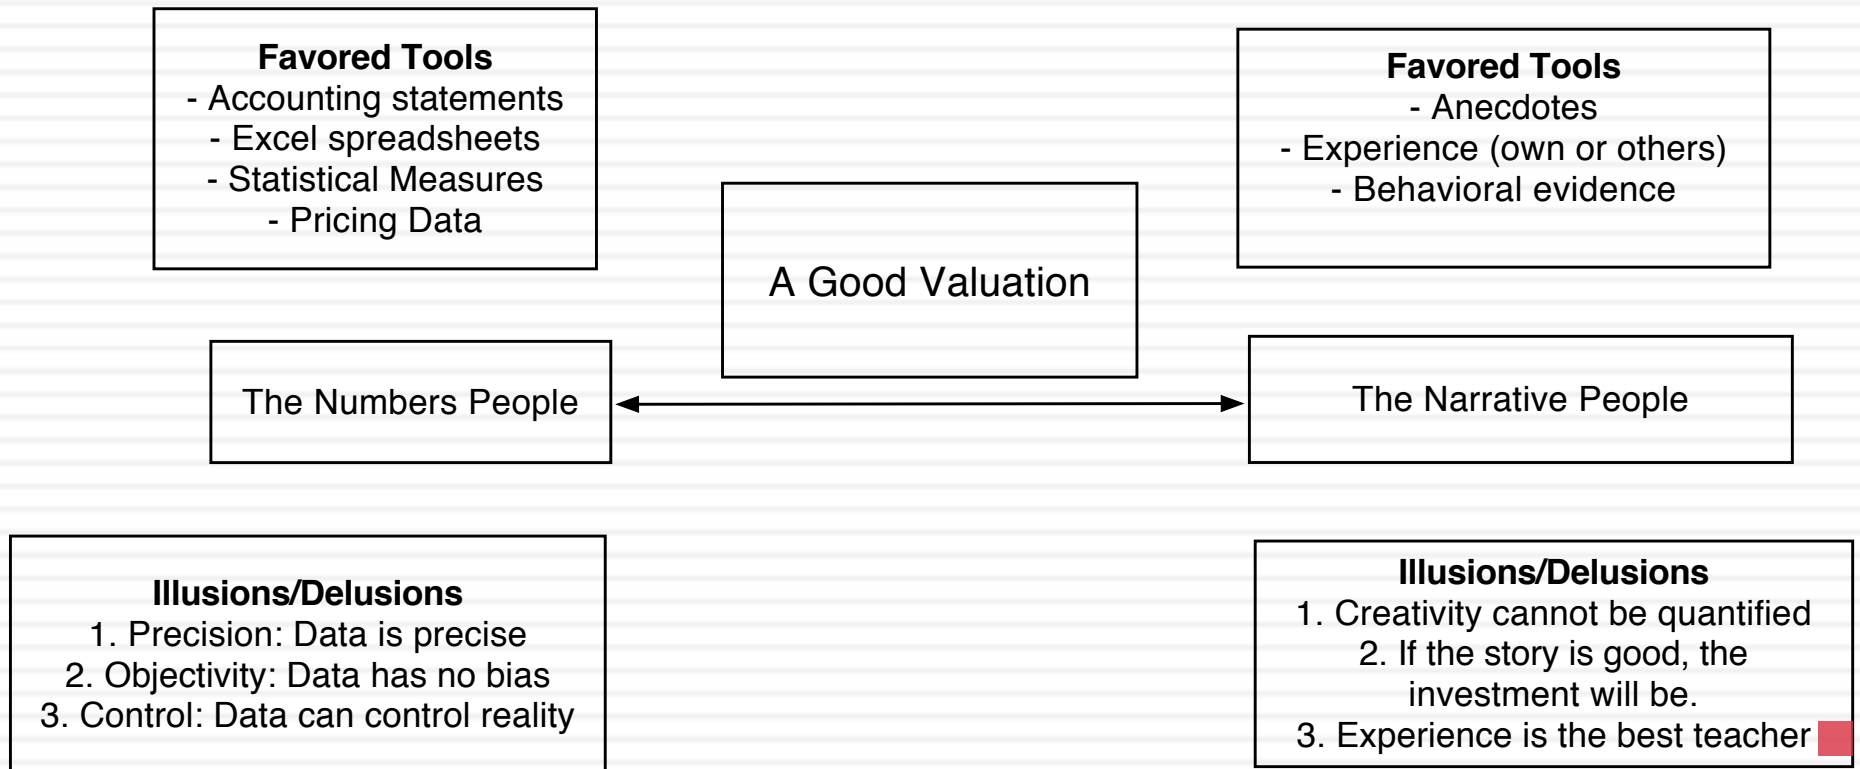 Favored Tools
- Accounting statements
- Excel spreadsheets
- Statistical Measures
- Pricing Data
Favored Tools
- Anecdotes
- Experience (own or others)
- Behavioral evidence
A Good Valuation
The Numbers People
The Narrative People
Illusions/Delusions
1. Precision: Data is precise
2. Objectivity: Data has no bias
3. Control: Data can control reality
Illusions/Delusions
1. Creativity cannot be quantified
2. If the story is good, the
investment will be.
3. Experience is the best teacher